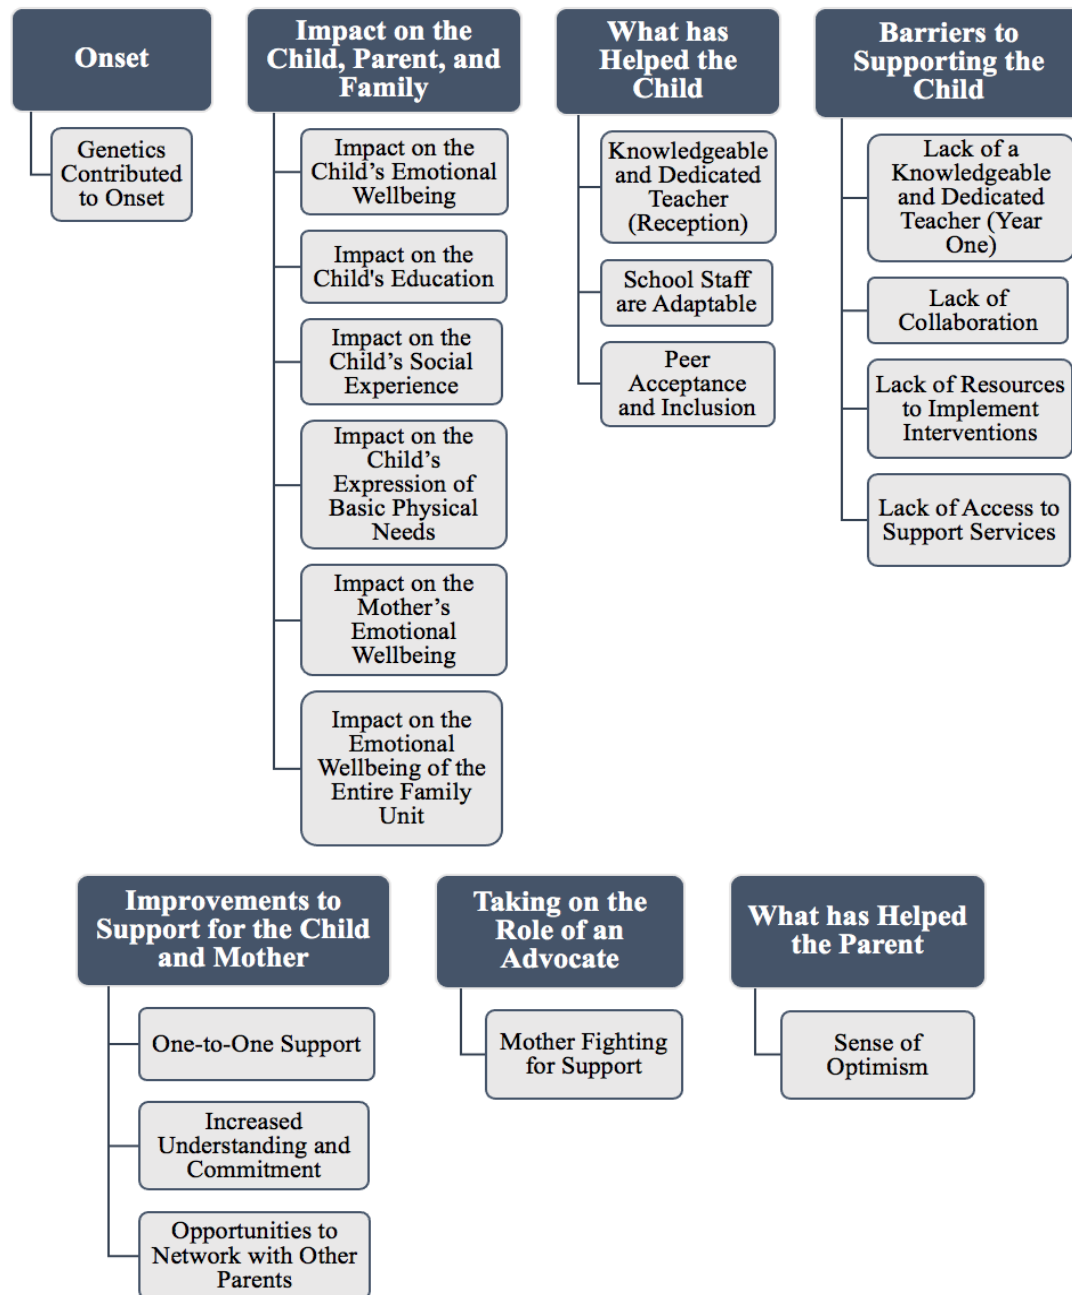 Onset
Genetics
Contributed
to Onset
Impact on the
Child, Parent, and
Family
Impact on the
Child’s Emotional
Wellbeing
Impact on the
Child's Education
Impact on the
Child’s Social
Experience
Impact on the
Child’s
Expression of
Basic Physical
Needs
Impact on the
Mother’s
Emotional
Wellbeing
Impact on the
Emotional
Wellbeing of the
Entire Family
Unit
What has
Helped the
Child
Knowledgeable
and Dedicated
Teacher
(Reception)
School Staff
are Adaptable
Peer
Acceptance
and Inclusion
Barriers to
Supporting the
Child
Lack of a
Knowledgeable
and Dedicated
Teacher (Year
One)
Lack of
Collaboration
Lack of Resources
to Implement
Interventions
Lack of Access to
Support Services
Improvements to
Support for the Child
and Mother
One-to-One Support
Increased
Understanding and
Commitment
Opportunities to
Network with Other
Parents
Taking on the
Role of an
Advocate
Mother Fighting
for Support
What has Helped
the Parent
Sense of
Optimism